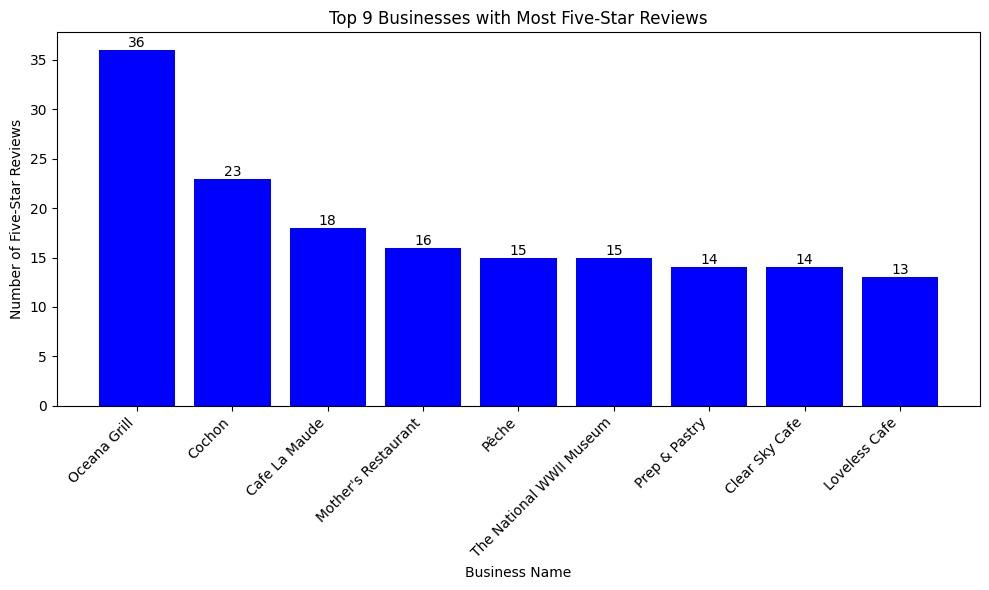 Top 9 Businesses with Most Five-Star Reviews
Number of Five-Star Reviews
35
30
25
20
15
10
5
0
36
23
18
16
15
15
14
14
13
Oceana Grill
Cochon
Cafe La Maude
Mother's Restaurant
Pêche
The National WWII Museum
Prep & Pastry
Clear Sky Cafe
Loveless Cafe
Business Name